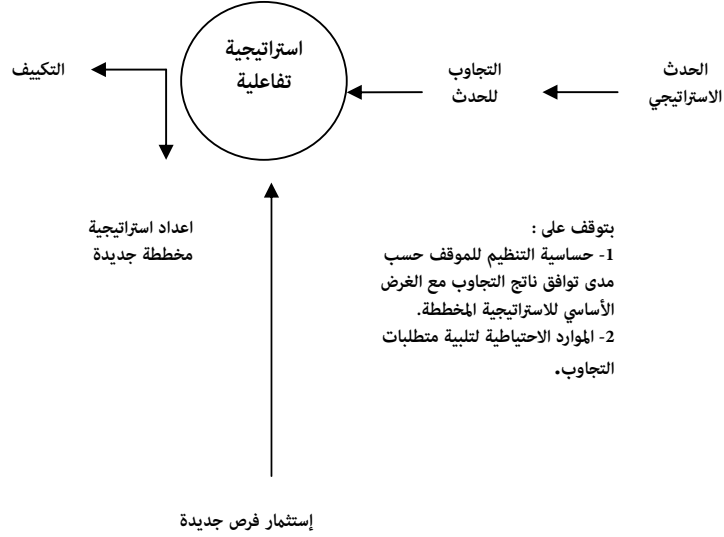 الحدث
الاستراتيجي
التجاوب
للحدث
استراتيجية
تفاعلية
التكييف
اعداد استراتيجية
مخططة جديدة
بتوقف على :
1- حساسية التنظيم للموقف حسب
مدى توافق ناتج التجاوب مع الغرض
الأساسي للاستراتيجية المخططة.
2- الموارد الاحتياطية لتلبية متطلبات
التجاوب.
إستثمار فرص جديدة